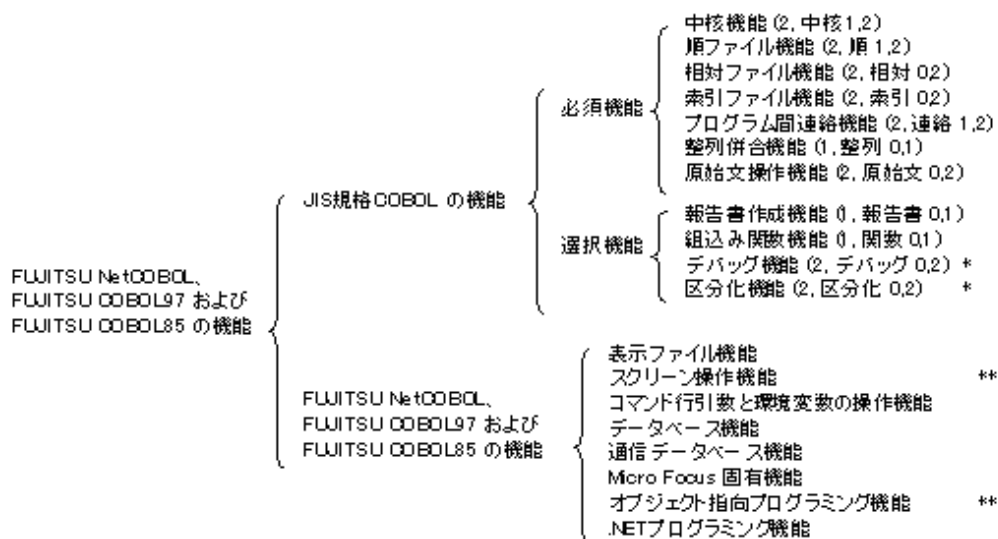 FUJITSU NetCOBOL、
FUJITSU COBOL97 および
FUJITSU COBOL85 の機能
JIS規格COBOL の機能
必須機能
中核機能 (2, 中核1,2)
順ファイル機能 (2, 順 1,2)
相対ファイル機能 (2, 相対 0,2)
索引ファイル機能 (2, 索引 0,2)
プログラム間連絡機能 (2, 連絡 1,2)
整列併合機能 (1, 整列 0,1)
原始文操作機能 (2, 原始文 0,2)
選択機能
報告書作成機能 (1, 報告書 0,1)
組込み関数機能 (1, 関数 0,1)
デバッグ機能 (2, デバッグ 0,2) *
区分化機能 (2, 区分化 0,2) *
FUJITSU NetCOBOL、
FUJITSU COBOL97 および
FUJITSU COBOL85 の機能
表示ファイル機能
スクリーン操作機能 **
コマンド行引数と環境変数の操作機能
データベース機能
通信データベース機能
Micro Focus 固有機能
オブジェクト指向プログラミング機能 **
.NETプログラミング機能